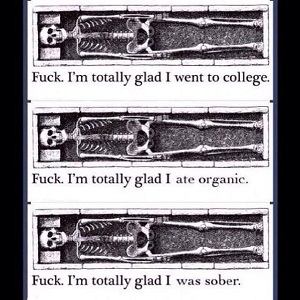 Fuck. I'm totally glad I went to college.
Fuck. I'm totally glad I ate organic.
Fuck. I'm totally glad I was sober.